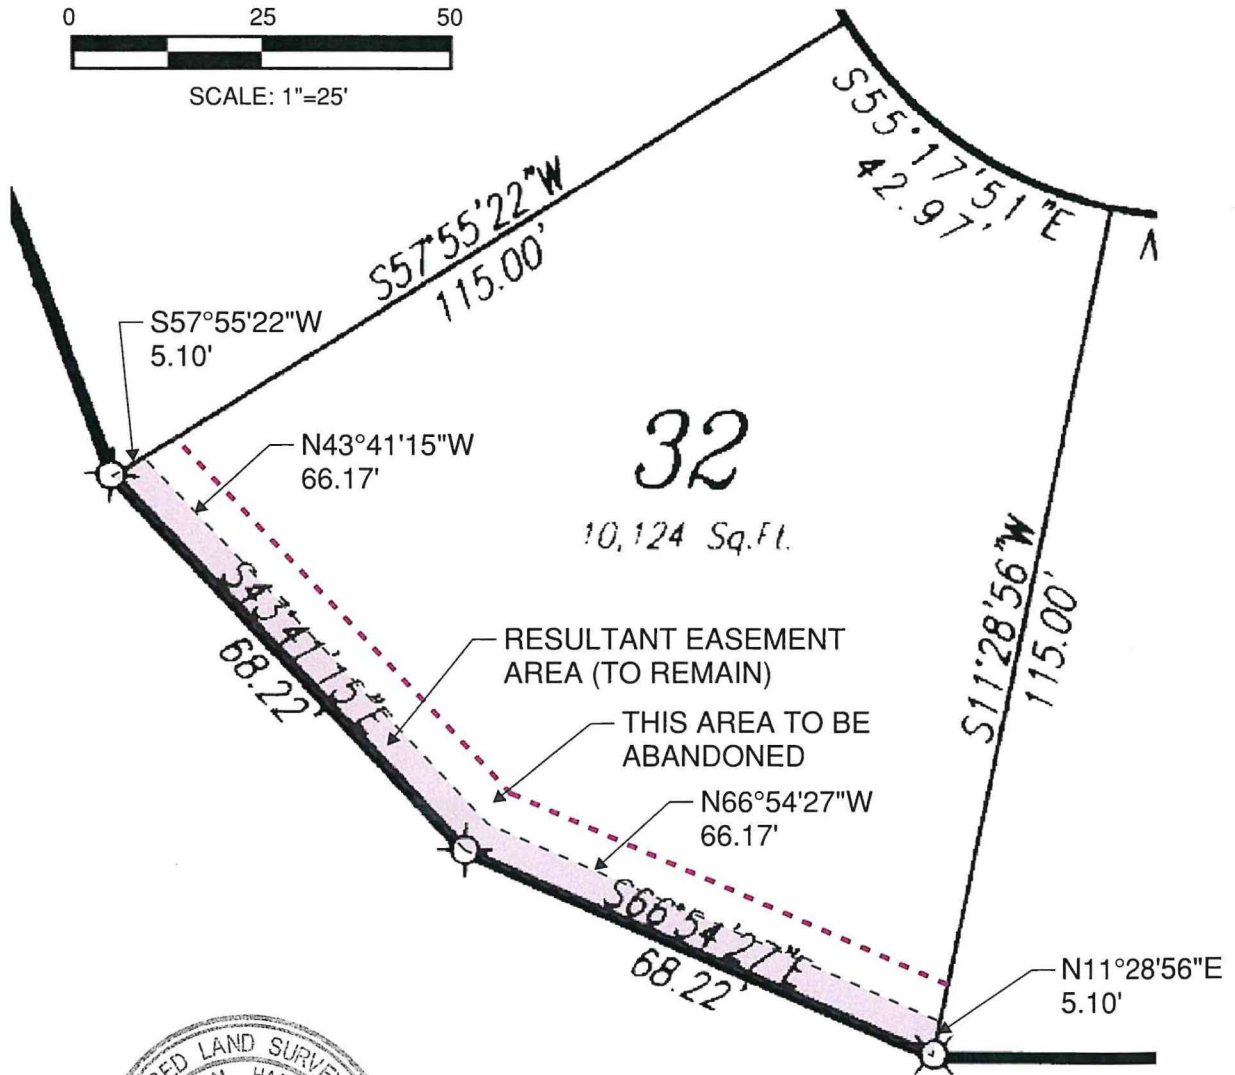 0 25 50
SCALE: 1"=25'
S55°17'51"E
42.97'
S57°55'22"W
115.00'
S57°55'22"W
5.10'
N43°41'15"W
66.17'
32
10,124 Sq.Ft.
S11°28'56"W
115.00'
S43°41'15"E
68.22'
RESULTANT EASEMENT
AREA (TO REMAIN)
THIS AREA TO BE
ABANDONED
N66°54'27"W
66.17'
S66°54'27"E
68.22'
N11°28'56"E
5.10'
LAND